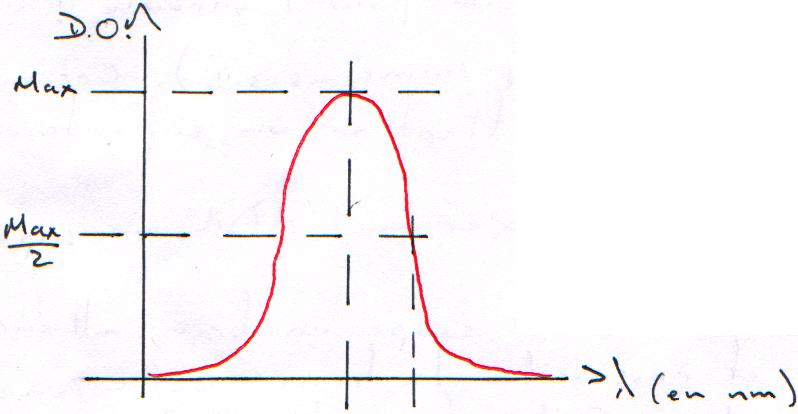 D.O.
Max
Max
2
λ (en nm)